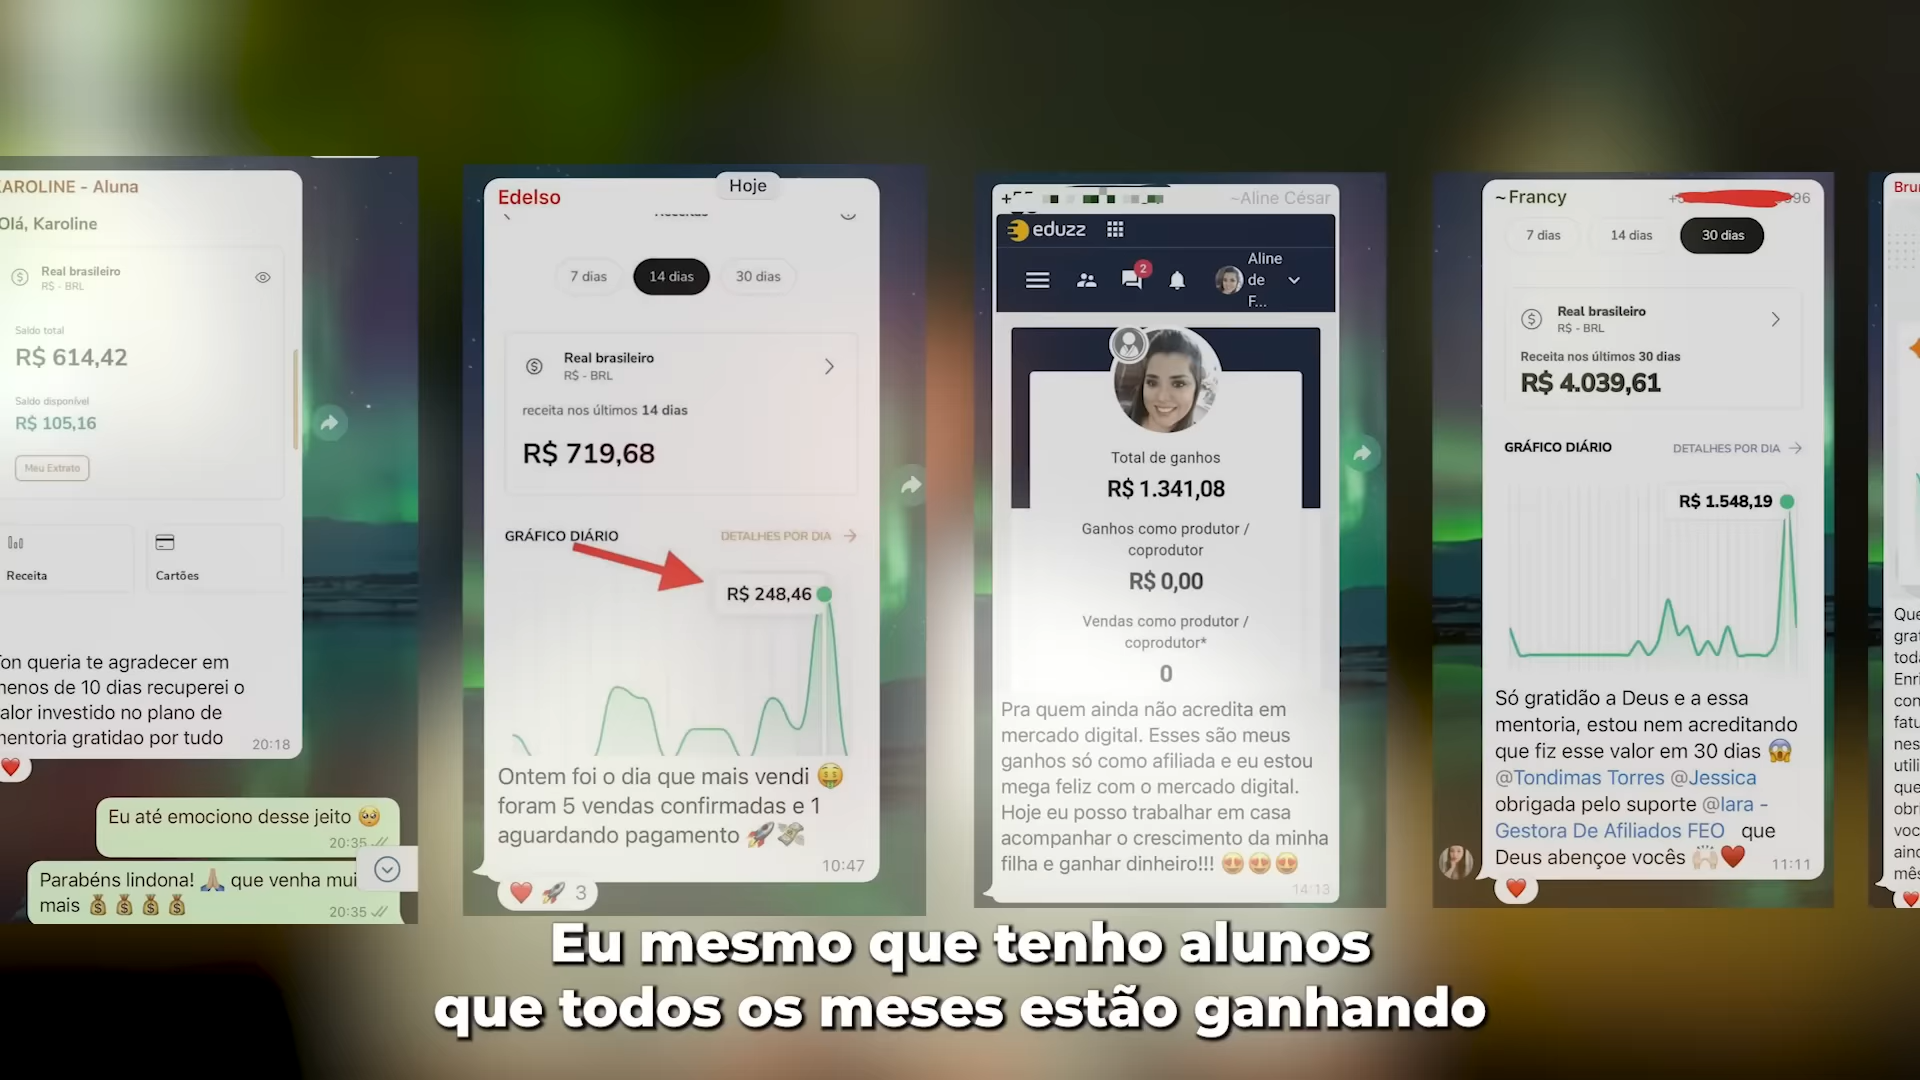 KAROLINE - Aluna
Olá, Karoline
Real brasileiro
R$ - BRL
Saldo total
R$ 614,42
Saldo disponível
R$ 105,16
Meu Extrato
Receita
Cartões
Ton queria te agradecer em
menos de 10 dias recuperei o
valor investido no plano de
mentoria gratidao por tudo
20:18
Eu até emociono desse jeito 🥺
20:35
Parabéns lindona! 🙏🏼 que venha mui
mais 💰 💰 💰 💰
20:35
Hoje
Edelso
7 dias
14 dias
30 dias
Real brasileiro
R$ - BRL
receita nos últimos 14 dias
R$ 719,68
GRÁFICO DIÁRIO
DETALHES POR DIA
R$ 248,46
Ontem foi o dia que mais vendi 🤑
foram 5 vendas confirmadas e 1
aguardando pagamento 🚀💸
10:47
❤️ 🚀 3
~Aline César
eduzz
2
Aline
de
F...
Total de ganhos
R$ 1.341,08
Ganhos como produtor /
coprodutor
R$ 0,00
Vendas como produtor /
coprodutor*
0
Pra quem ainda não acredita em
mercado digital. Esses são meus
ganhos só como afiliada e eu estou
mega feliz com o mercado digital.
Hoje eu posso trabalhar em casa
acompanhar o crescimento da minha
filha e ganhar dinheiro!!! 😍 😍 😍
14:13
~Francy
96
7 dias
14 dias
30 dias
Real brasileiro
R$ - BRL
Receita nos últimos 30 dias
R$ 4.039,61
GRÁFICO DIÁRIO
DETALHES POR DIA
R$ 1.548,19
Só gratidão a Deus e a essa
mentoria, estou nem acreditando
que fiz esse valor em 30 dias 😱
@Tondimas Torres @Jessica
obrigada pelo suporte @Iara -
Gestora De Afiliados FEO que
Deus abençoe vocês 🙌🏻❤️
11:11
Eu mesmo que tenho alunos
que todos os meses estão ganhando